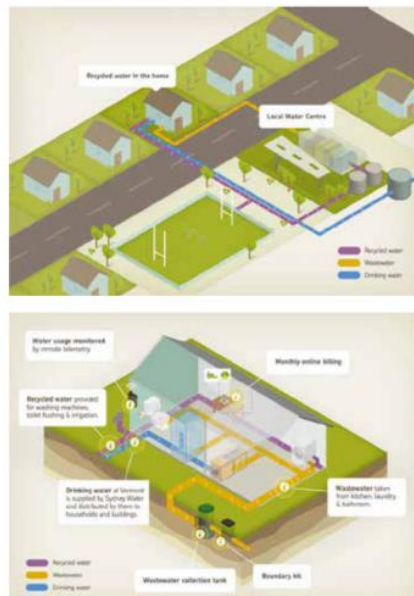 Recycled water in the home
Local Water Centre
Recycled water
Wastewater
Drinking water
Water usage monitored
by remote telemetry.
Monthly online billing
Recycled water provided
for washing machines,
toilet flushing & irrigation.
Drinking water at Vermont
is supplied by Sydney Water
and distributed by them to
households and buildings.
Wastewater taken
from kitchen, laundry
& bathroom.
Recycled water
Wastewater
Drinking water
Wastewater collection tank
Boundary kit